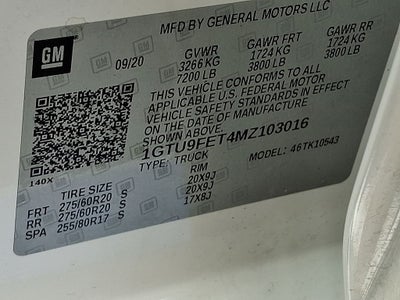 GM
MFD BY GENERAL MOTORS LLC
09/20
GVWR GAWR FRT GAWR RR
3266 KG 1724 KG 1724 KG
7200 LB 3800 LB 3800 LB
THIS VEHICLE CONFORMS TO ALL
APPLICABLE U.S. FEDERAL MOTOR
VEHICLE SAFETY STANDARDS IN EFFECT
ON THE DATE OF MANUFACTURE
SHOWN ABOVE.
1GTU9FET4MZ103016
TYPE: TRUCK MODEL: 46TK10543
140X
TIRE SIZE RIM
FRT 275/60R20 S 20X9J
RR 275/60R20 S 20X9J
SPA 255/80R17 S 17X8J